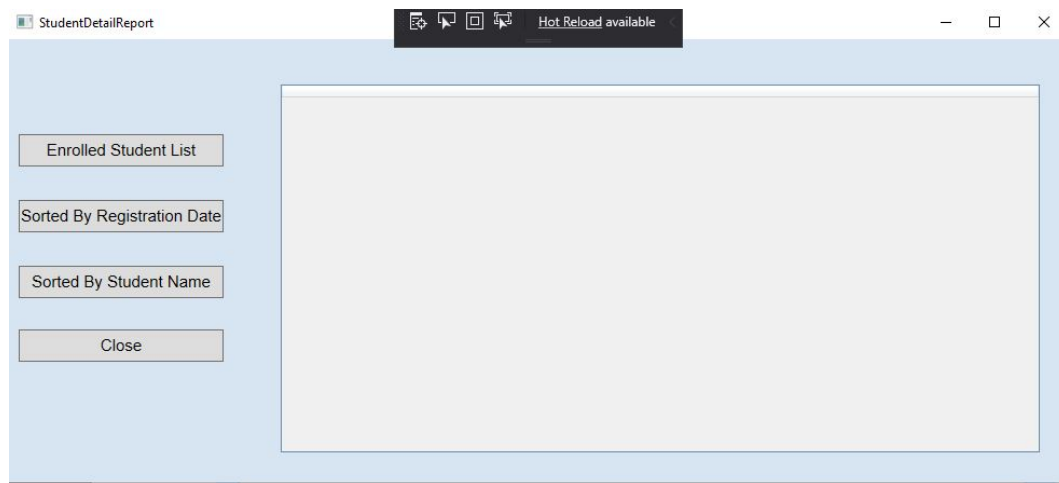 StudentDetailReport
Hot Reload available
Enrolled Student List
Sorted By Registration Date
Sorted By Student Name
Close